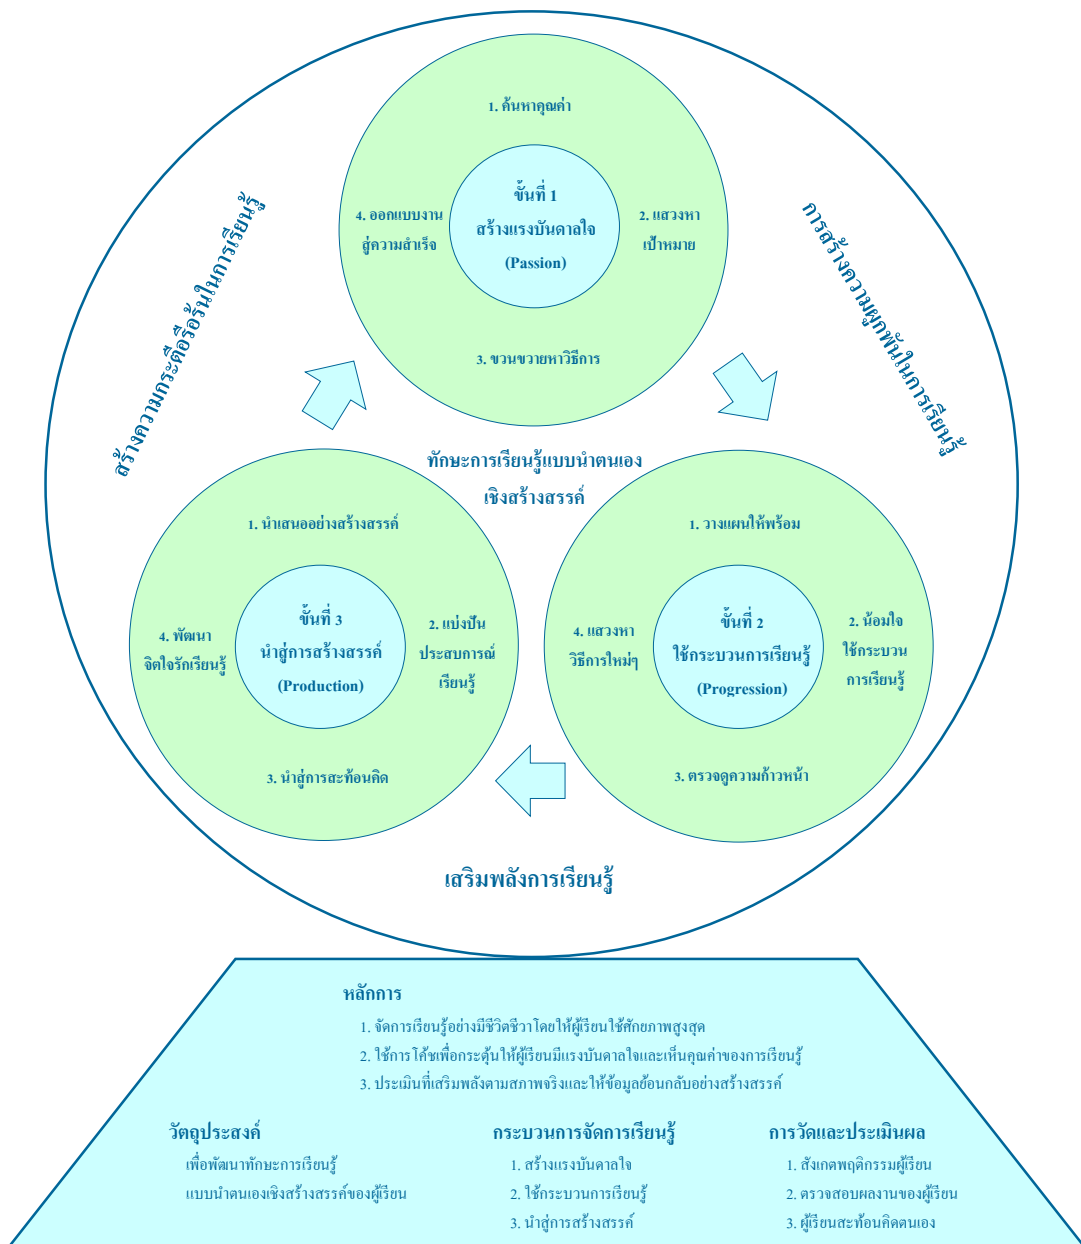 1. ค้นหาคุณค่า
ขั้นที่ 1
สร้างแรงบันดาลใจ
(Passion)
2. แสวงหา
เป้าหมาย
3. ขวนขวายหาวิธีการ
4. ออกแบบงาน
สู่ความสำเร็จ
สร้างความกระตือรือร้นในการเรียนรู้
การสร้างความผูกพันในการเรียนรู้
ทักษะการเรียนรู้แบบนำตนเอง
เชิงสร้างสรรค์
1. วางแผนให้พร้อม
ขั้นที่ 2
ใช้กระบวนการเรียนรู้
(Progression)
2. น้อมใจ
ใช้กระบวน
การเรียนรู้
3. ตรวจดูความก้าวหน้า
4. แสวงหา
วิธีการใหม่ๆ
1. นำเสนออย่างสร้างสรรค์
ขั้นที่ 3
นำสู่การสร้างสรรค์
(Production)
2. แบ่งปัน
ประสบการณ์
เรียนรู้
3. นำสู่การสะท้อนคิด
4. พัฒนา
จิตใจรักเรียนรู้
เสริมพลังการเรียนรู้
หลักการ
1. จัดการเรียนรู้อย่างมีชีวิตชีวาโดยให้ผู้เรียนใช้ศักยภาพสูงสุด
2. ใช้การโค้ชเพื่อกระตุ้นให้ผู้เรียนมีแรงบันดาลใจและเห็นคุณค่าของการเรียนรู้
3. ประเมินที่เสริมพลังตามสภาพจริงและให้ข้อมูลย้อนกลับอย่างสร้างสรรค์
วัตถุประสงค์
เพื่อพัฒนาทักษะการเรียนรู้
แบบนำตนเองเชิงสร้างสรรค์ของผู้เรียน
กระบวนการจัดการเรียนรู้
1. สร้างแรงบันดาลใจ
2. ใช้กระบวนการเรียนรู้
3. นำสู่การสร้างสรรค์
การวัดและประเมินผล
1. สังเกตพฤติกรรมผู้เรียน
2. ตรวจสอบผลงานของผู้เรียน
3. ผู้เรียนสะท้อนคิดตนเอง